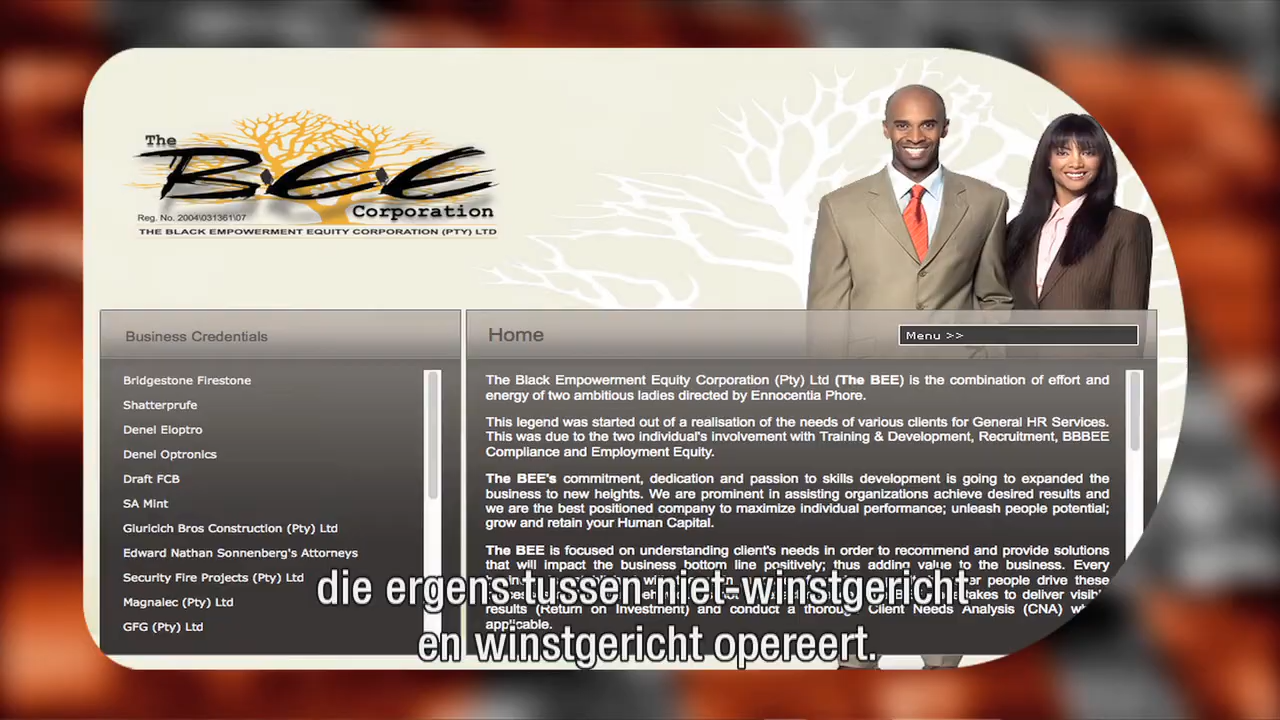 The
B.E.E
Corporation
Reg. No. 2004\031361\07
THE BLACK EMPOWERMENT EQUITY CORPORATION (PTY) LTD
Business Credentials
Bridgestone Firestone
Shatterprufe
Denel Eloptro
Denel Optronics
Draft FCB
SA Mint
Giuricich Bros Construction (Pty) Ltd
Edward Nathan Sonnenberg's Attorneys
Security Fire Projects (Pty) Ltd
Magnalec (Pty) Ltd
GFG (Pty) Ltd
Home
Menu >>
The Black Empowerment Equity Corporation (Pty) Ltd (The BEE) is the combination of effort and
energy of two ambitious ladies directed by Ennocentia Phore.
This legend was started out of a realisation of the needs of various clients for General HR Services.
This was due to the two individual's involvement with Training & Development, Recruitment, BBBEE
Compliance and Employment Equity.
The BEE's commitment, dedication and passion to skills development is going to expanded the
business to new heights. We are prominent in assisting organizations achieve desired results and
we are the best positioned company to maximize individual performance; unleash people potential;
grow and retain your Human Capital.
The BEE is focused on understanding client's needs in order to recommend and provide solutions
that will impact the business bottom line positively; thus adding value to the business. Every
people drive these
to deliver
results (Return on Investment) and conduct a Client Needs Analysis (CNA)
applicable.
die ergens tussen niet-winstgericht
en winstgericht opereert.